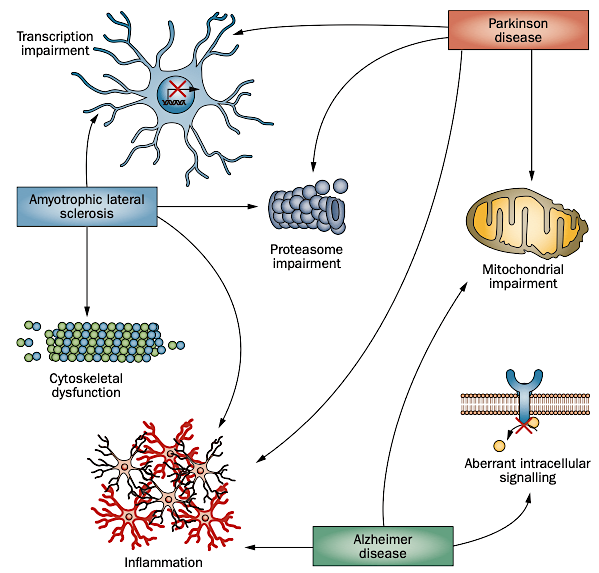 Transcription
impairment
Parkinson
disease
Amyotrophic lateral
sclerosis
Proteasome
impairment
Mitochondrial
impairment
Cytoskeletal
dysfunction
Aberrant intracellular
signalling
Alzheimer
disease
Inflammation